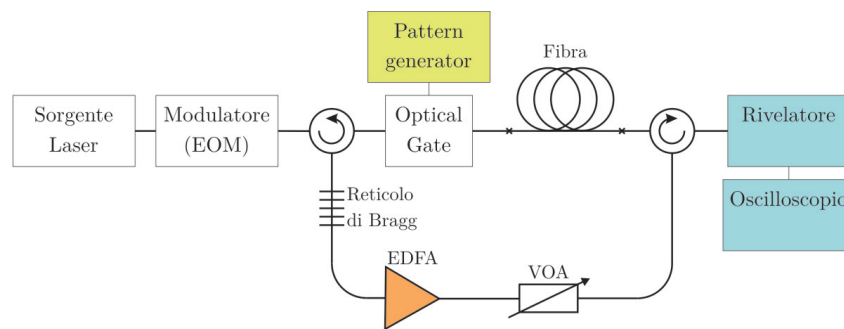 Pattern
generator
Fibra
Sorgente
Laser
Modulatore
(EOM)
Optical
Gate
Rivelatore
Oscilloscopio
Reticolo
di Bragg
EDFA
VOA